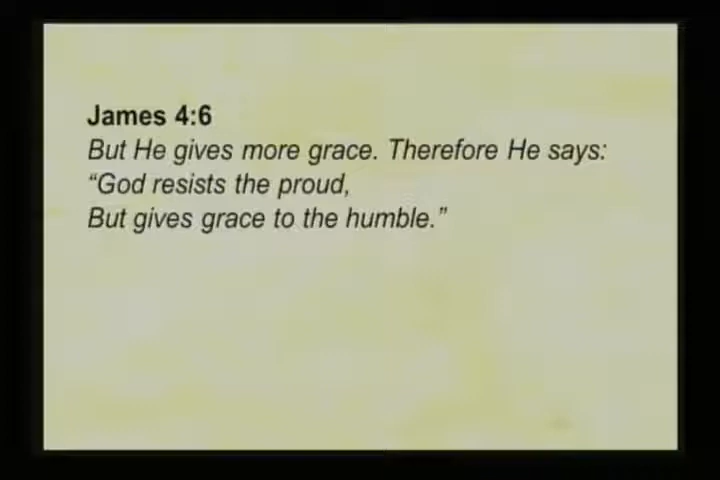 James 4:6
But He gives more grace. Therefore He says:
“God resists the proud,
But gives grace to the humble.”